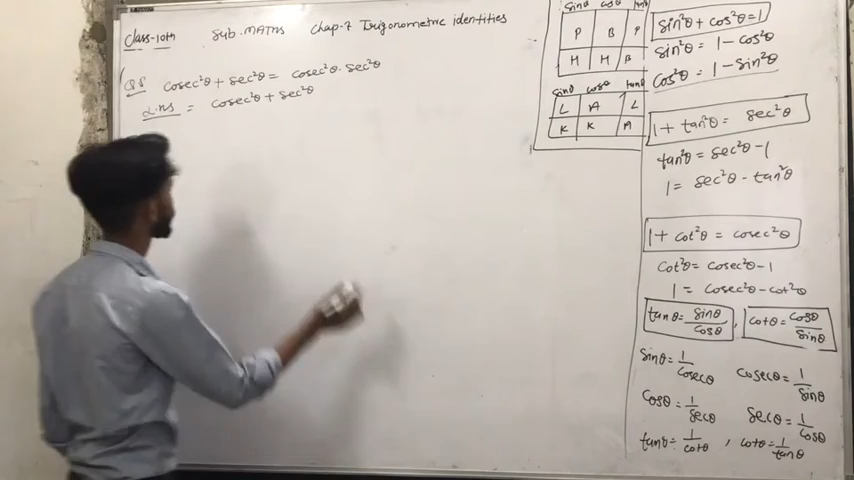 Class-10th Sub. MATHS Chap-7 Trigonometric identities
Q8 cosec²θ + sec²θ = cosec²θ. sec²θ
L.H.S = cosec²θ + sec²θ
Sinθ cosθ tanθ
P B P
H H B
Sinθ cosθ tanθ
L A L
K K A
Sin²θ + cos²θ = 1
Sin²θ = 1 - cos²θ
Cos²θ = 1 - Sin²θ
1 + tan²θ = sec²θ
tan²θ = sec²θ - 1
1 = sec²θ - tan²θ
1 + cot²θ = cosec²θ
Cot²θ = cosec²θ - 1
1 = cosec²θ - cot²θ
tanθ = Sinθ/Cosθ , Cotθ = Cosθ/Sinθ
Sinθ = 1/Cosecθ Cosecθ = 1/Sinθ
Cosθ = 1/Secθ Secθ = 1/Cosθ
tanθ = 1/cotθ , Cotθ = 1/tanθ